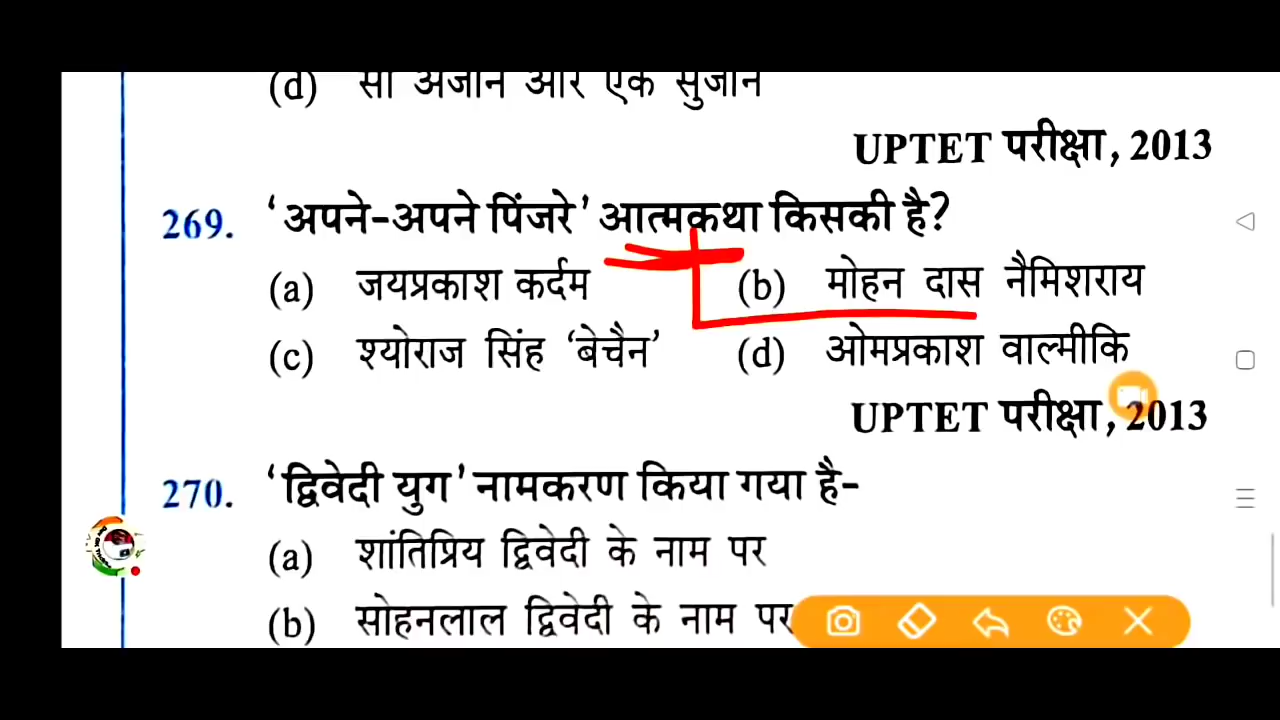 (d) सौ अजान और एक सुजान
UPTET परीक्षा, 2013
269. ‘अपने-अपने पिंजरे’ आत्मकथा किसकी है?
(a) जयप्रकाश कर्दम (b) मोहन दास नैमिशराय
(c) श्योराज सिंह ‘बेचैन’ (d) ओमप्रकाश वाल्मीकि
UPTET परीक्षा, 2013
270. ‘द्विवेदी युग’ नामकरण किया गया है-
(a) शांतिप्रिय द्विवेदी के नाम पर
(b) सोहनलाल द्विवेदी के नाम पर